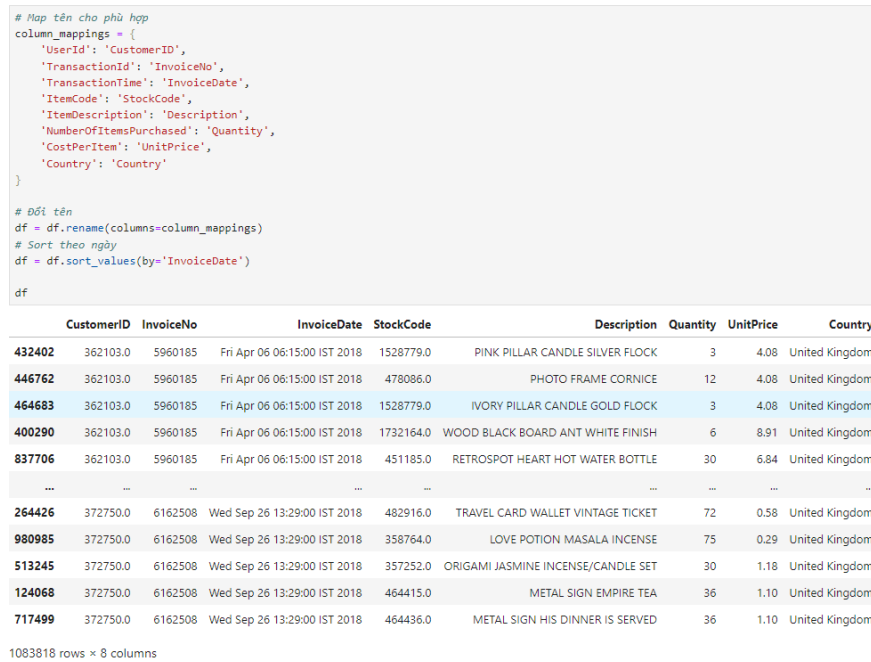 # Map tên cho phù hợp
column_mappings = {
    'UserId': 'CustomerID',
    'TransactionId': 'InvoiceNo',
    'TransactionTime': 'InvoiceDate',
    'ItemCode': 'StockCode',
    'ItemDescription': 'Description',
    'NumberOfItemsPurchased': 'Quantity',
    'CostPerItem': 'UnitPrice',
    'Country': 'Country'
}
# Đổi tên
df = df.rename(columns=column_mappings)
# Sort theo ngày
df = df.sort_values(by='InvoiceDate')
df
CustomerID InvoiceNo InvoiceDate StockCode Description Quantity UnitPrice Country
432402 362103.0 5960185 Fri Apr 06 06:15:00 IST 2018 1528779.0 PINK PILLAR CANDLE SILVER FLOCK 3 4.08 United Kingdom
446762 362103.0 5960185 Fri Apr 06 06:15:00 IST 2018 478086.0 PHOTO FRAME CORNICE 12 4.08 United Kingdom
464683 362103.0 5960185 Fri Apr 06 06:15:00 IST 2018 1528779.0 IVORY PILLAR CANDLE GOLD FLOCK 3 4.08 United Kingdom
400290 362103.0 5960185 Fri Apr 06 06:15:00 IST 2018 1732164.0 WOOD BLACK BOARD ANT WHITE FINISH 6 8.91 United Kingdom
837706 362103.0 5960185 Fri Apr 06 06:15:00 IST 2018 451185.0 RETROSPOT HEART HOT WATER BOTTLE 30 6.84 United Kingdom
... ... ... ... ... ... ... ... ...
264426 372750.0 6162508 Wed Sep 26 13:29:00 IST 2018 482916.0 TRAVEL CARD WALLET VINTAGE TICKET 72 0.58 United Kingdom
980985 372750.0 6162508 Wed Sep 26 13:29:00 IST 2018 358764.0 LOVE POTION MASALA INCENSE 75 0.29 United Kingdom
513245 372750.0 6162508 Wed Sep 26 13:29:00 IST 2018 357252.0 ORIGAMI JASMINE INCENSE/CANDLE SET 30 1.18 United Kingdom
124068 372750.0 6162508 Wed Sep 26 13:29:00 IST 2018 464415.0 METAL SIGN EMPIRE TEA 36 1.10 United Kingdom
717499 372750.0 6162508 Wed Sep 26 13:29:00 IST 2018 464436.0 METAL SIGN HIS DINNER IS SERVED 36 1.10 United Kingdom
1083818 rows × 8 columns